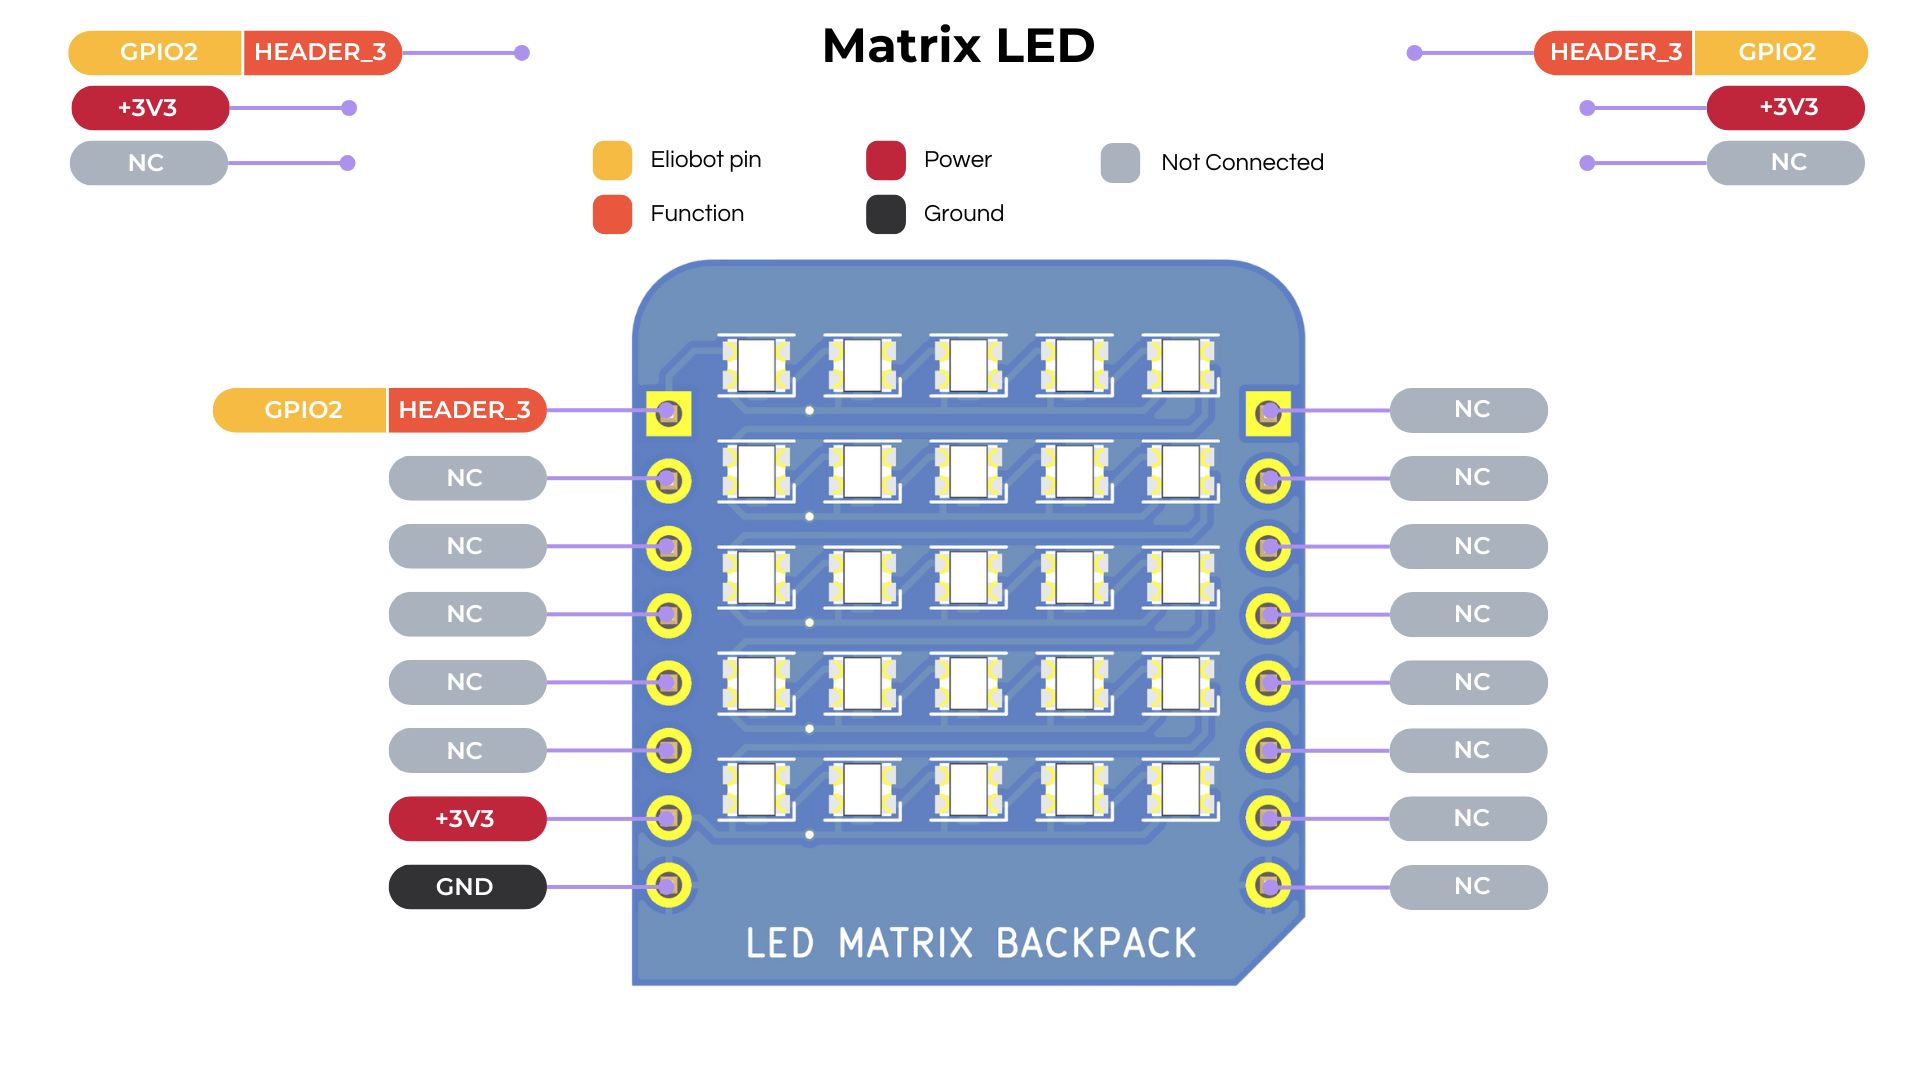 Matrix LED
GPIO2 HEADER_3
+3V3
NC
HEADER_3 GPIO2
+3V3
NC
Eliobot pin
Power
Not Connected
Function
Ground
GPIO2 HEADER_3
NC
NC
NC
NC
NC
+3V3
GND
NC
NC
NC
NC
NC
NC
NC
NC
LED MATRIX BACKPACK